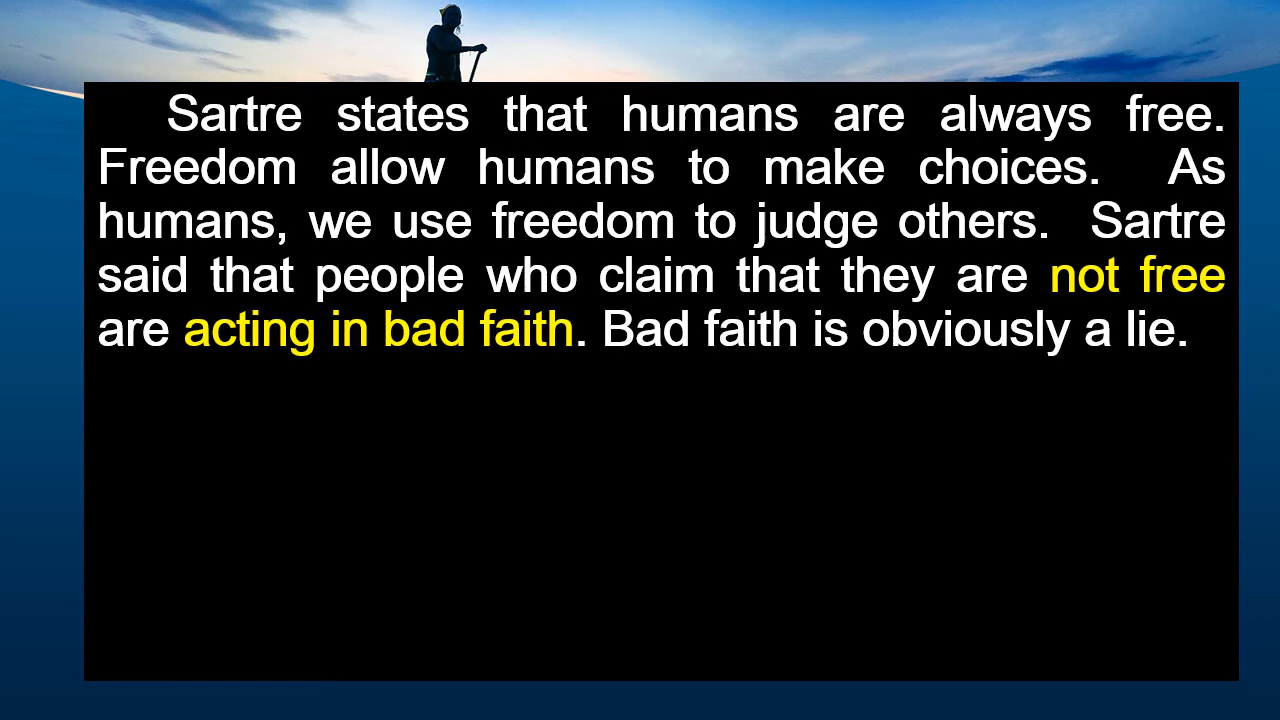 Sartre states that humans are always free.
Freedom allow humans to make choices. As
humans, we use freedom to judge others. Sartre
said that people who claim that they are not free
are acting in bad faith. Bad faith is obviously a lie.